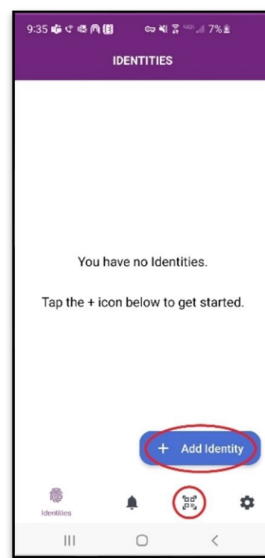 9:35 7%
IDENTITIES
You have no Identities.
Tap the + icon below to get started.
+ Add Identity
Identities